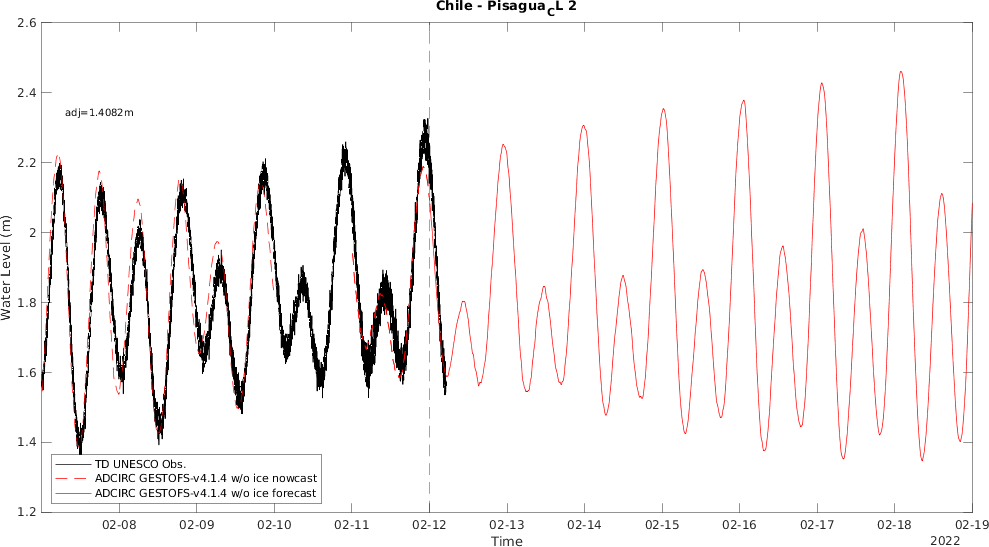 Chile - PisaguaCL 2
2.6
2.4
adj=1.4082m
2.2
2
Water Level (m)
1.8
1.6
1.4
TD UNESCO Obs.
ADCIRC GESTOFS-v4.1.4 w/o ice nowcast
ADCIRC GESTOFS-v4.1.4 w/o ice forecast
1.2
02-08 02-09 02-10 02-11 02-12 02-13 02-14 02-15 02-16 02-17 02-18 02-19
Time
2022